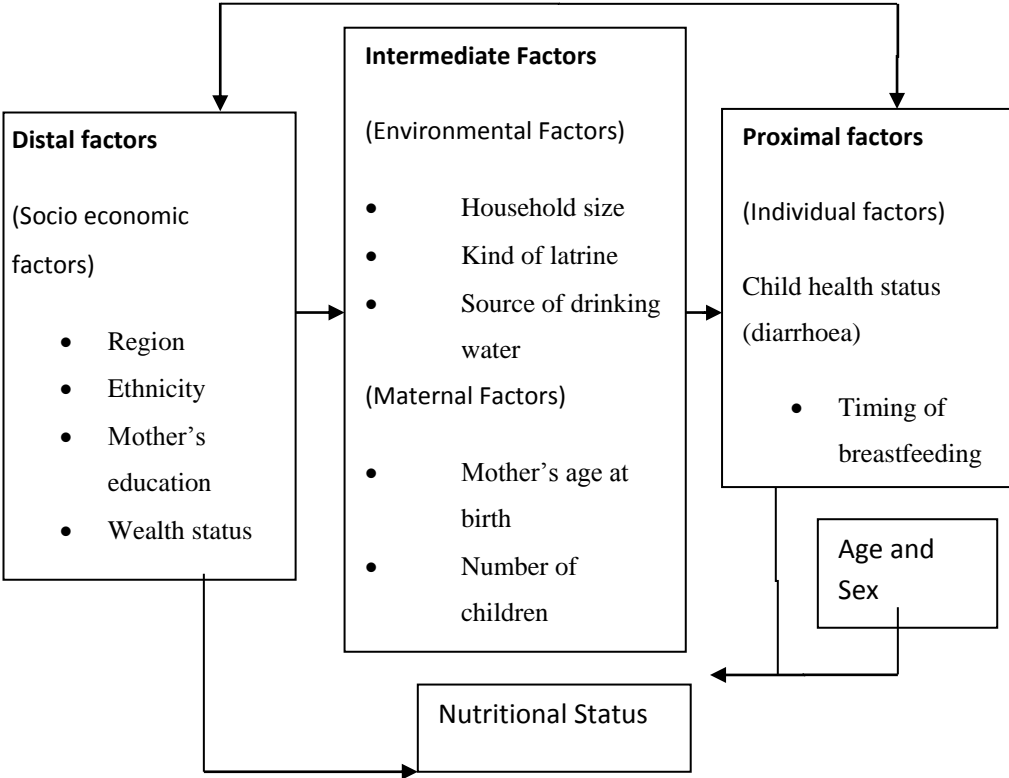 Distal factors
(Socio economic
factors)
• Region
• Ethnicity
• Mother’s
education
• Wealth status
Intermediate Factors
(Environmental Factors)
• Household size
• Kind of latrine
• Source of drinking
water
(Maternal Factors)
• Mother’s age at
birth
• Number of
children
Proximal factors
(Individual factors)
Child health status
(diarrhoea)
• Timing of
breastfeeding
Age and
Sex
Nutritional Status